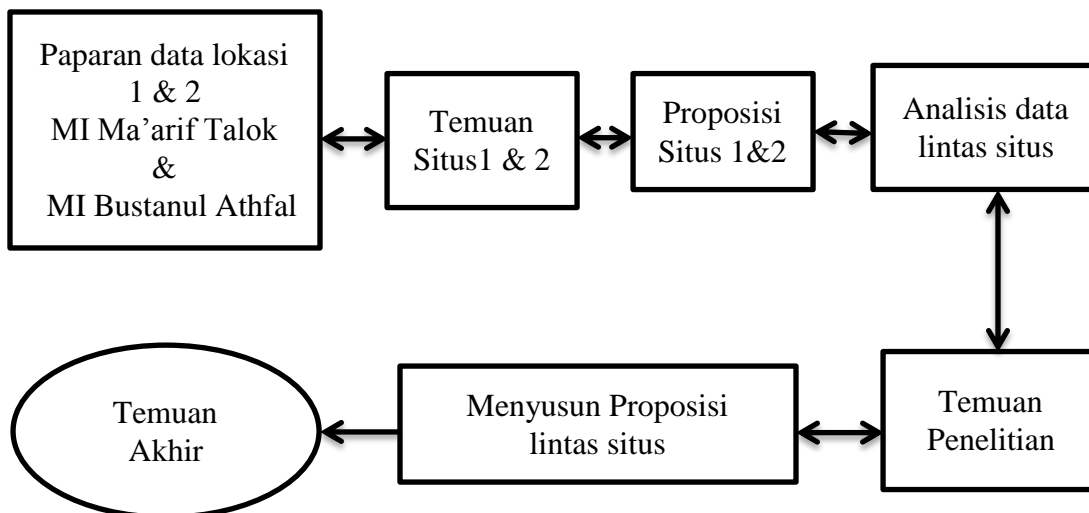 Paparan data lokasi
1 & 2
MI Ma’arif Talok
&
MI Bustanul Athfal
Temuan
Situs1 & 2
Proposisi
Situs 1&2
Analisis data
lintas situs
Temuan
Penelitian
Menyusun Proposisi
lintas situs
Temuan
Akhir